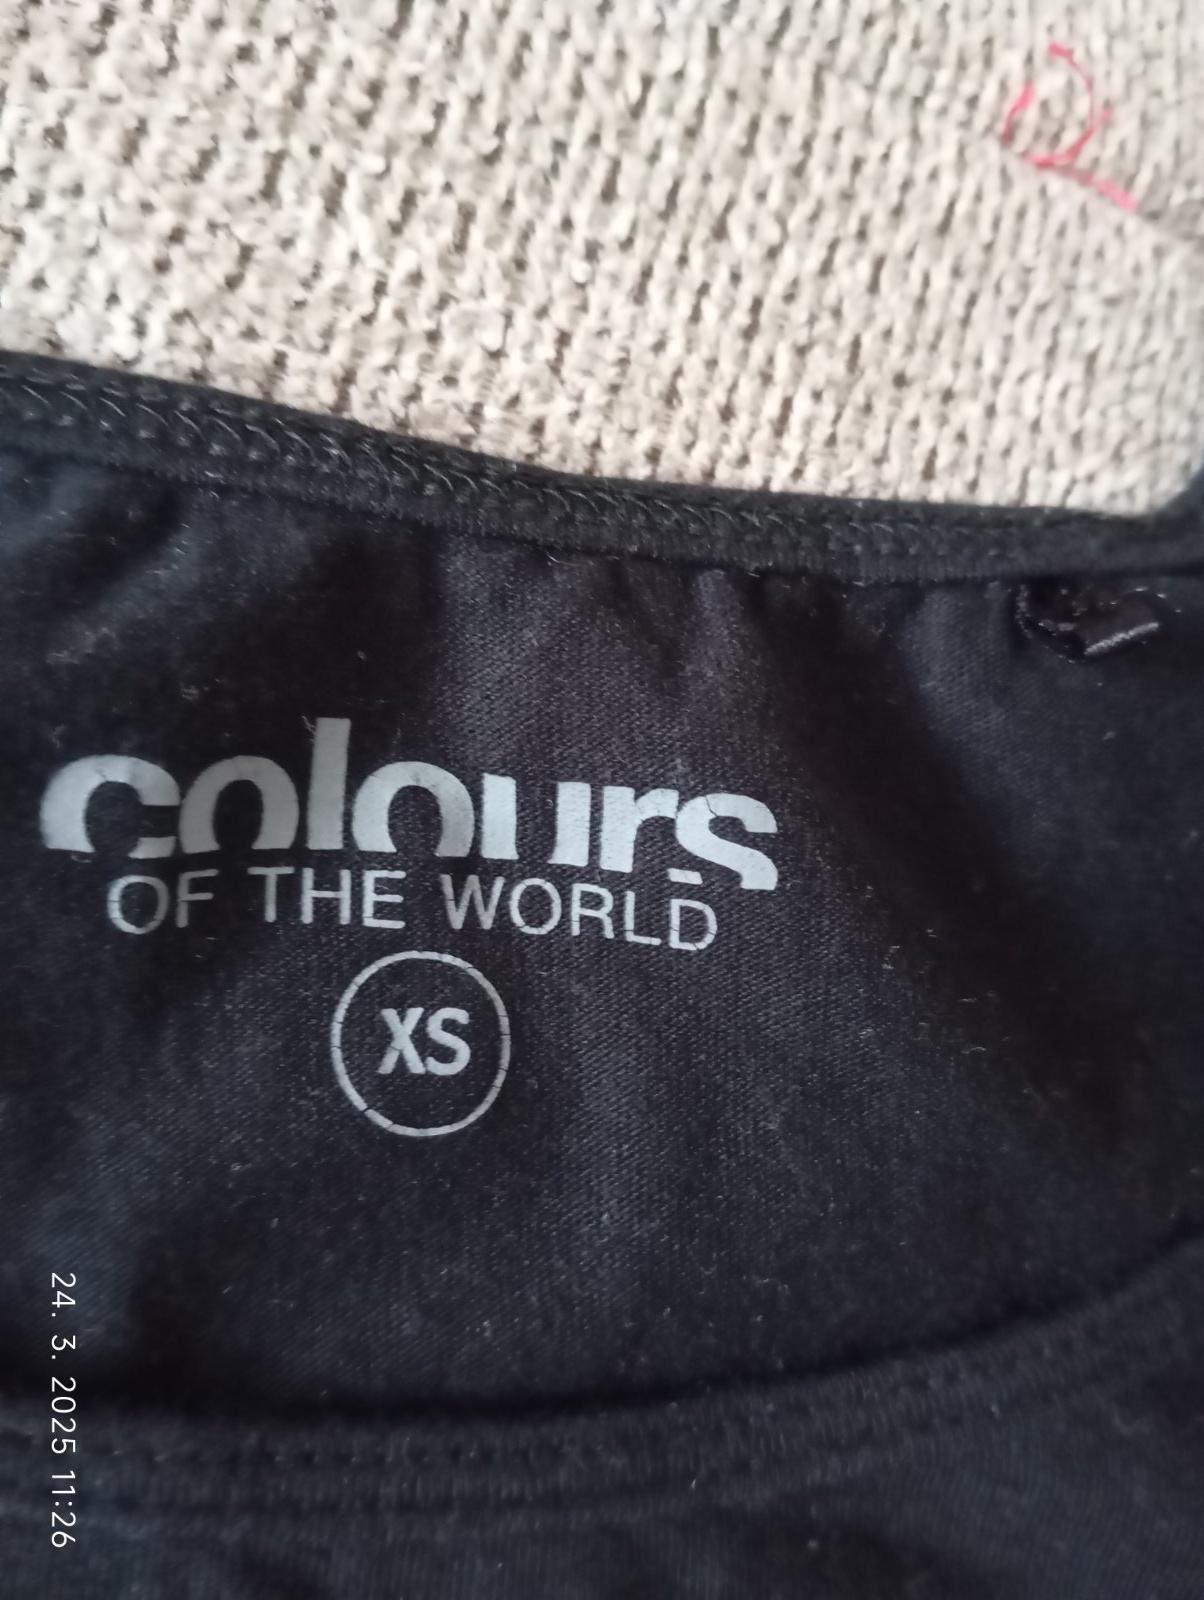 colours
OF THE WORLD
XS
24. 3. 2025 11:26